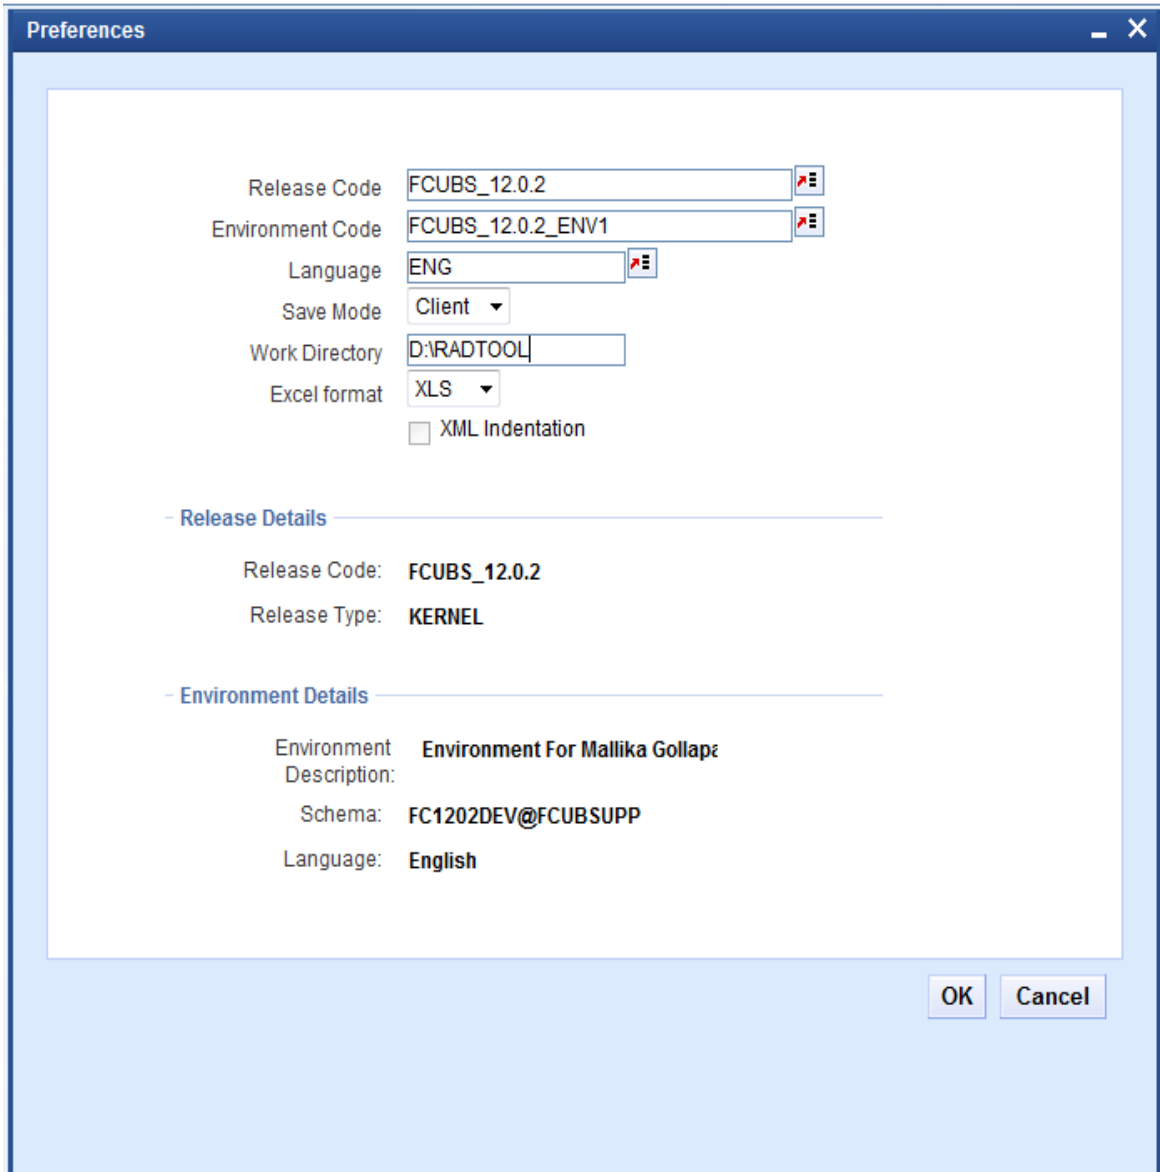 Preferences
Release Code FCUBS_12.0.2
Environment Code FCUBS_12.0.2_ENV1
Language ENG
Save Mode Client
Work Directory D:\RADTOOL
Excel format XLS
XML Indentation
Release Details
Release Code: FCUBS_12.0.2
Release Type: KERNEL
Environment Details
Environment Environment For Mallika Gollapa
Description:
Schema: FC1202DEV@FCUBSUPP
Language: English
OK Cancel